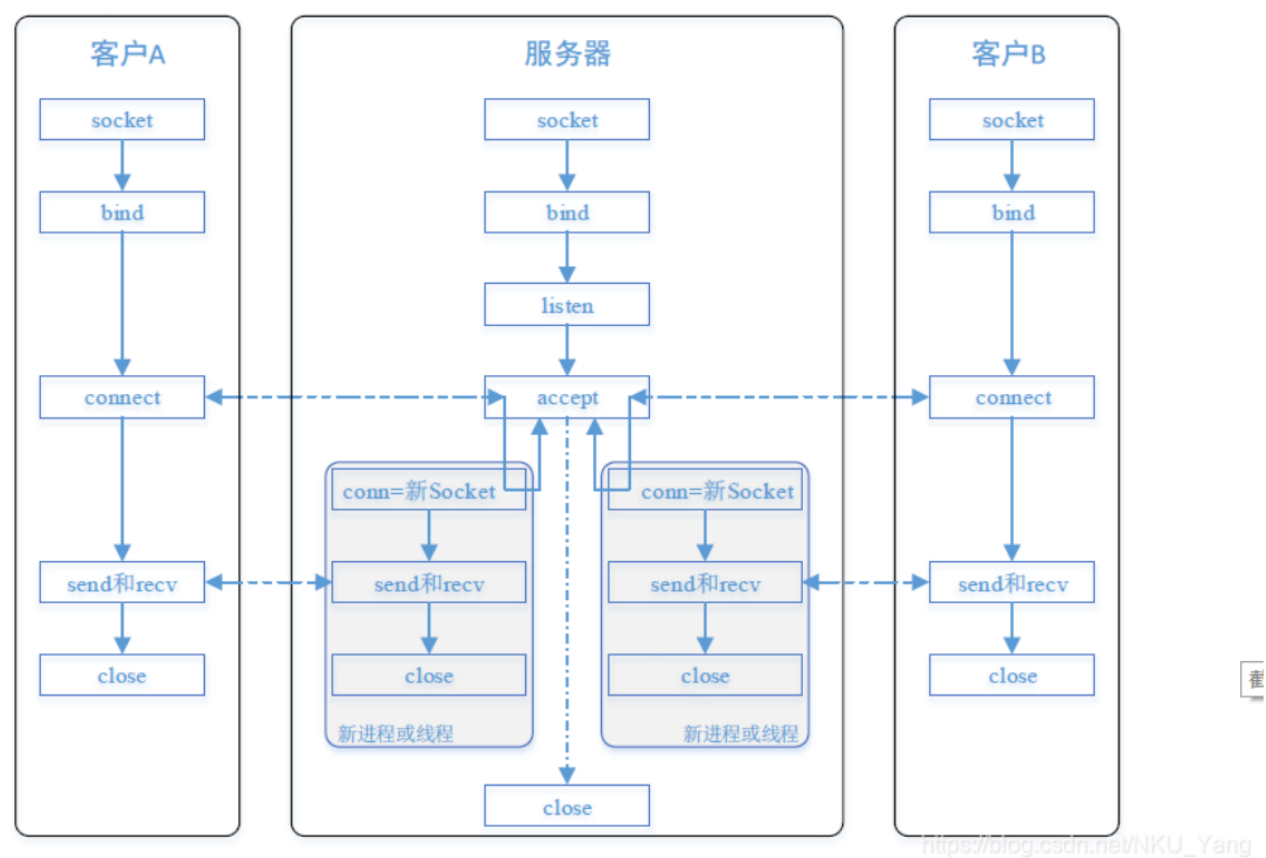 客户A
socket
bind
connect
send和recv
close
服务器
socket
bind
listen
accept
conn=新Socket
send和recv
close
新进程或线程
conn=新Socket
send和recv
close
新进程或线程
close
客户B
socket
bind
connect
send和recv
close
https://blog.csdn.net/NKU_Yang